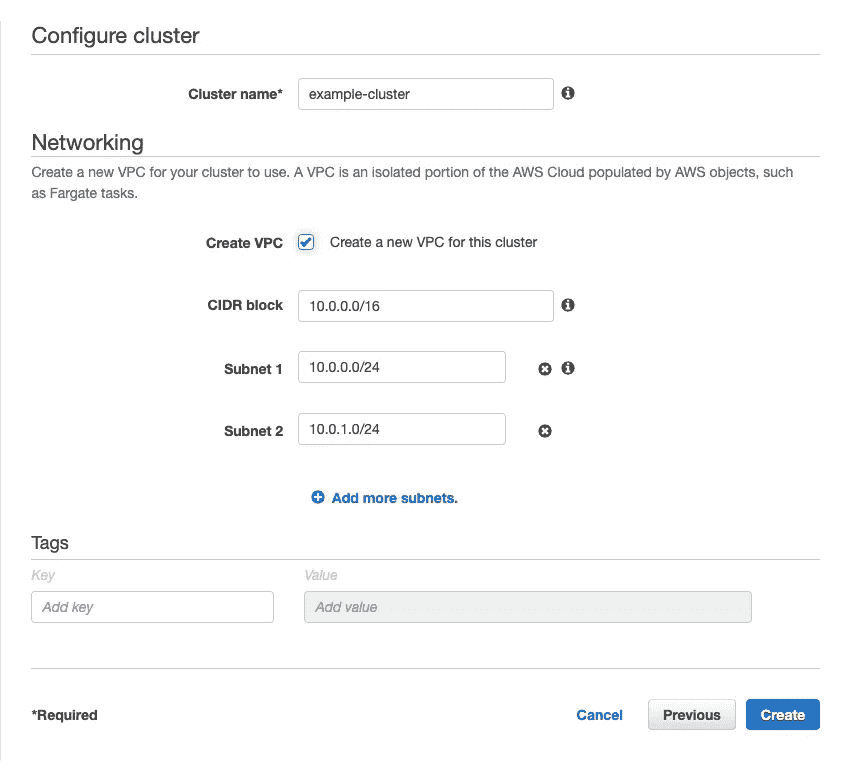 Configure cluster
Cluster name* example-cluster
Networking
Create a new VPC for your cluster to use. A VPC is an isolated portion of the AWS Cloud populated by AWS objects, such
as Fargate tasks.
Create VPC Create a new VPC for this cluster
CIDR block 10.0.0.0/16
Subnet 1 10.0.0.0/24
Subnet 2 10.0.1.0/24
Add more subnets.
Tags
Key Value
Add key Add value
*Required Cancel Previous Create